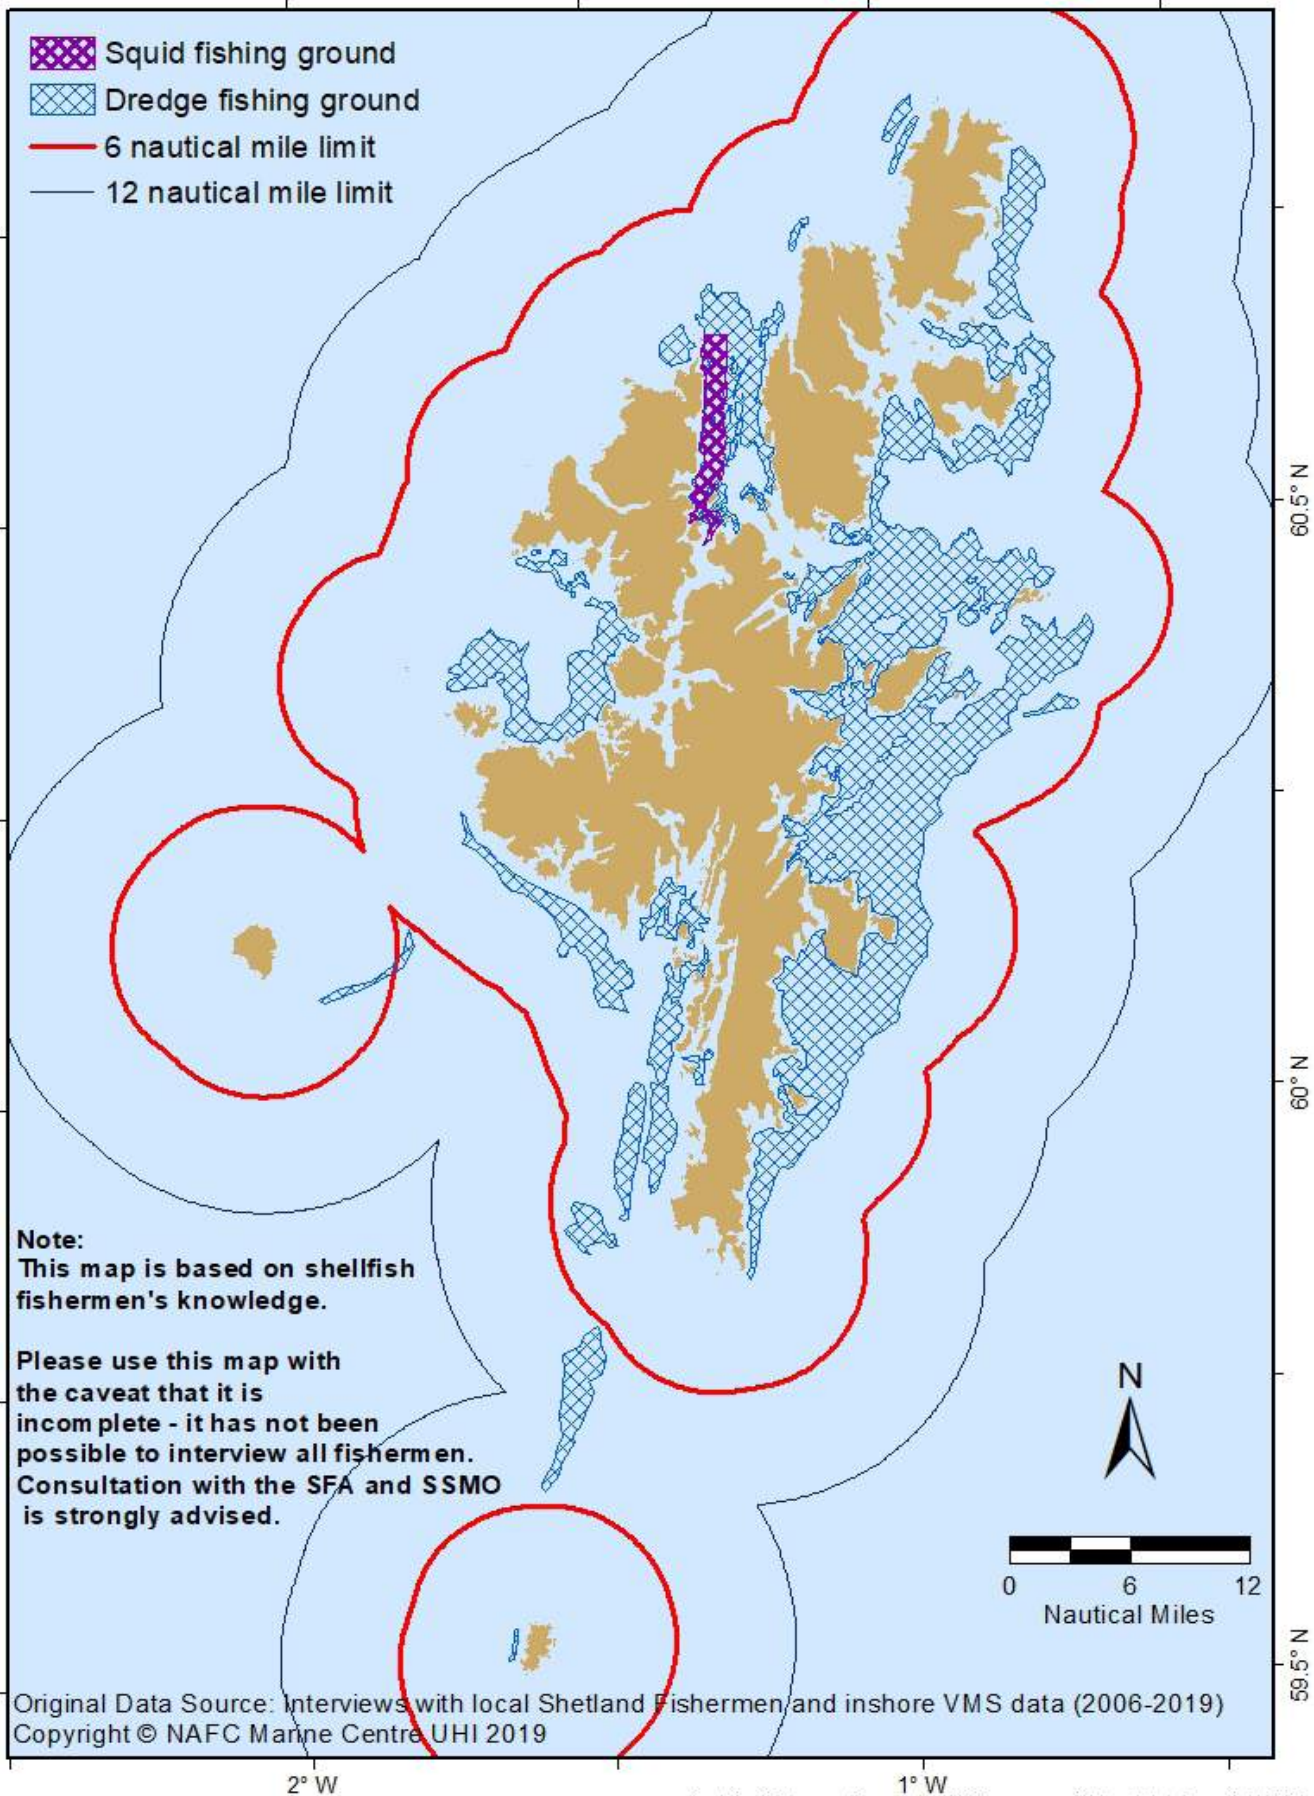 Squid fishing ground
Dredge fishing ground
6 nautical mile limit
12 nautical mile limit
60.5° N
60° N
Note:
This map is based on shellfish
fishermen's knowledge.
Please use this map with
the caveat that it is
incomplete - it has not been
possible to interview all fishermen.
Consultation with the SFA and SSMO
is strongly advised.
N
0 6 12
Nautical Miles
59.5° N
Original Data Source: Interviews with local Shetland Fishermen and inshore VMS data (2006-2019)
Copyright © NAFC Marine Centre UHI 2019
2° W
1° W